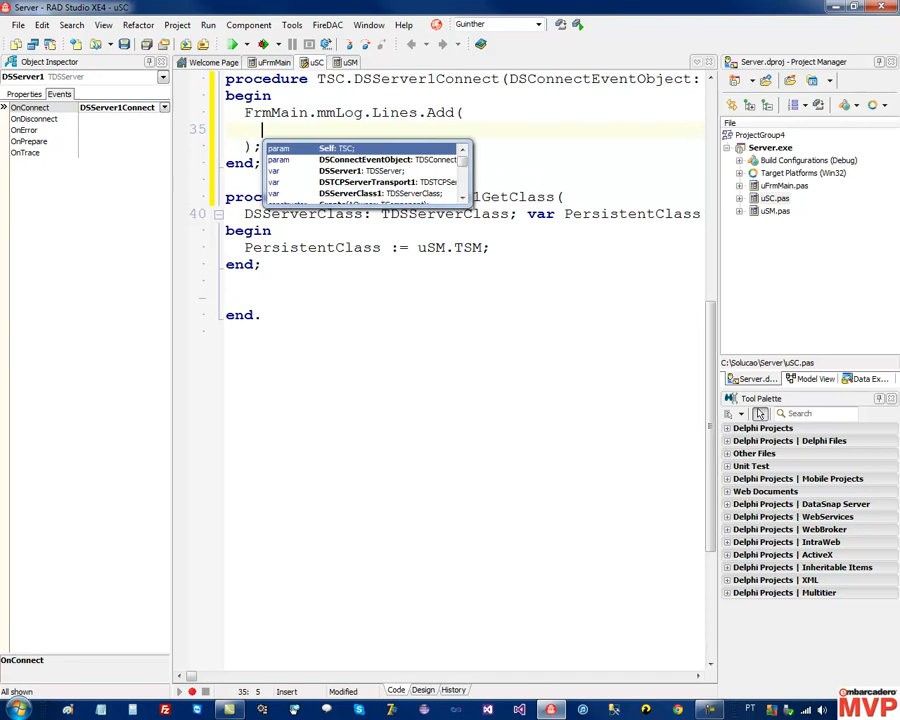 Server - RAD Studio XE4 - uSC
File Edit Search View Refactor Project Run Component Tools FireDAC Window Help Guinther
Object Inspector
DSServer1 TDSServer
Properties Events
OnConnect DSServer1Connect
OnDisconnect
OnError
OnPrepare
OnTrace
OnConnect
All shown
Welcome Page uFrmMain uSC uSM
procedure TSC.DSServer1Connect(DSConnectEventObject:
begin
FrmMain.mmLog.Lines.Add(
35
param Self: TSC;
param DSConnectEventObject: TDSConnect
var DSServer1: TDSServer;
var DSTCPServerTransport1: TDSTCPSer
var DSServerClass1: TDSServerClass;
);
end;
1GetClass(
40 DSServerClass: TDSServerClass; var PersistentClass
begin
PersistentClass := uSM.TSM;
end;
end.
35: 5 Insert Modified Code Design History
Server.dproj - Project Manager
File
ProjectGroup4
Server.exe
Build Configurations (Debug)
Target Platforms (Win32)
uFrmMain.pas
uSC.pas
uSM.pas
C:\Solucao\Server\uSC.pas
Server.d... Model View Data Ex...
Tool Palette
Search
Delphi Projects
Delphi Projects | Delphi Files
Other Files
Unit Test
Delphi Projects | Mobile Projects
Web Documents
Delphi Projects | DataSnap Server
Delphi Projects | WebServices
Delphi Projects | WebBroker
Delphi Projects | IntraWeb
Delphi Projects | ActiveX
Delphi Projects | Inheritable Items
Delphi Projects | XML
Delphi Projects | Multitier
PT
embarcadero
MVP